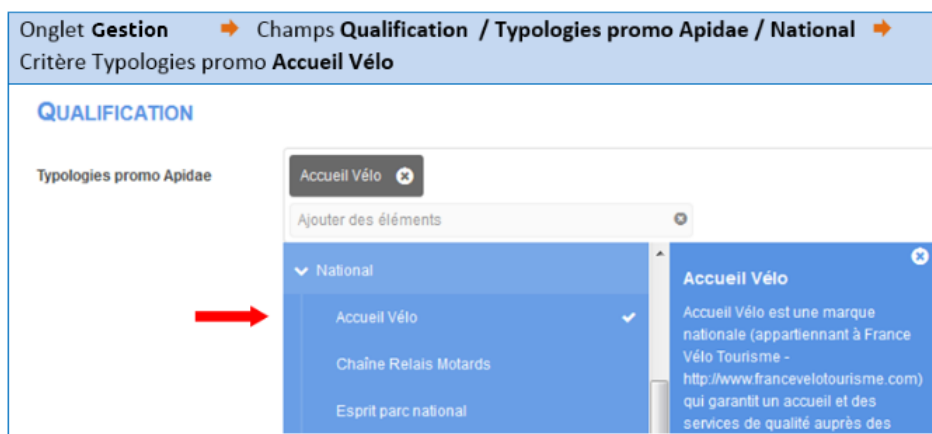 Onglet Gestion Champs Qualification / Typologies promo Apidae / National
Critère Typologies promo Accueil Vélo
QUALIFICATION
Typologies promo Apidae
Accueil Vélo
Ajouter des éléments
National
Accueil Vélo
Chaîne Relais Motards
Esprit parc national
Accueil Vélo
Accueil Vélo est une marque
nationale (appartiennant à France
Vélo Tourisme -
http://www.francevelotourisme.com)
qui garantit un accueil et des
services de qualité auprès des